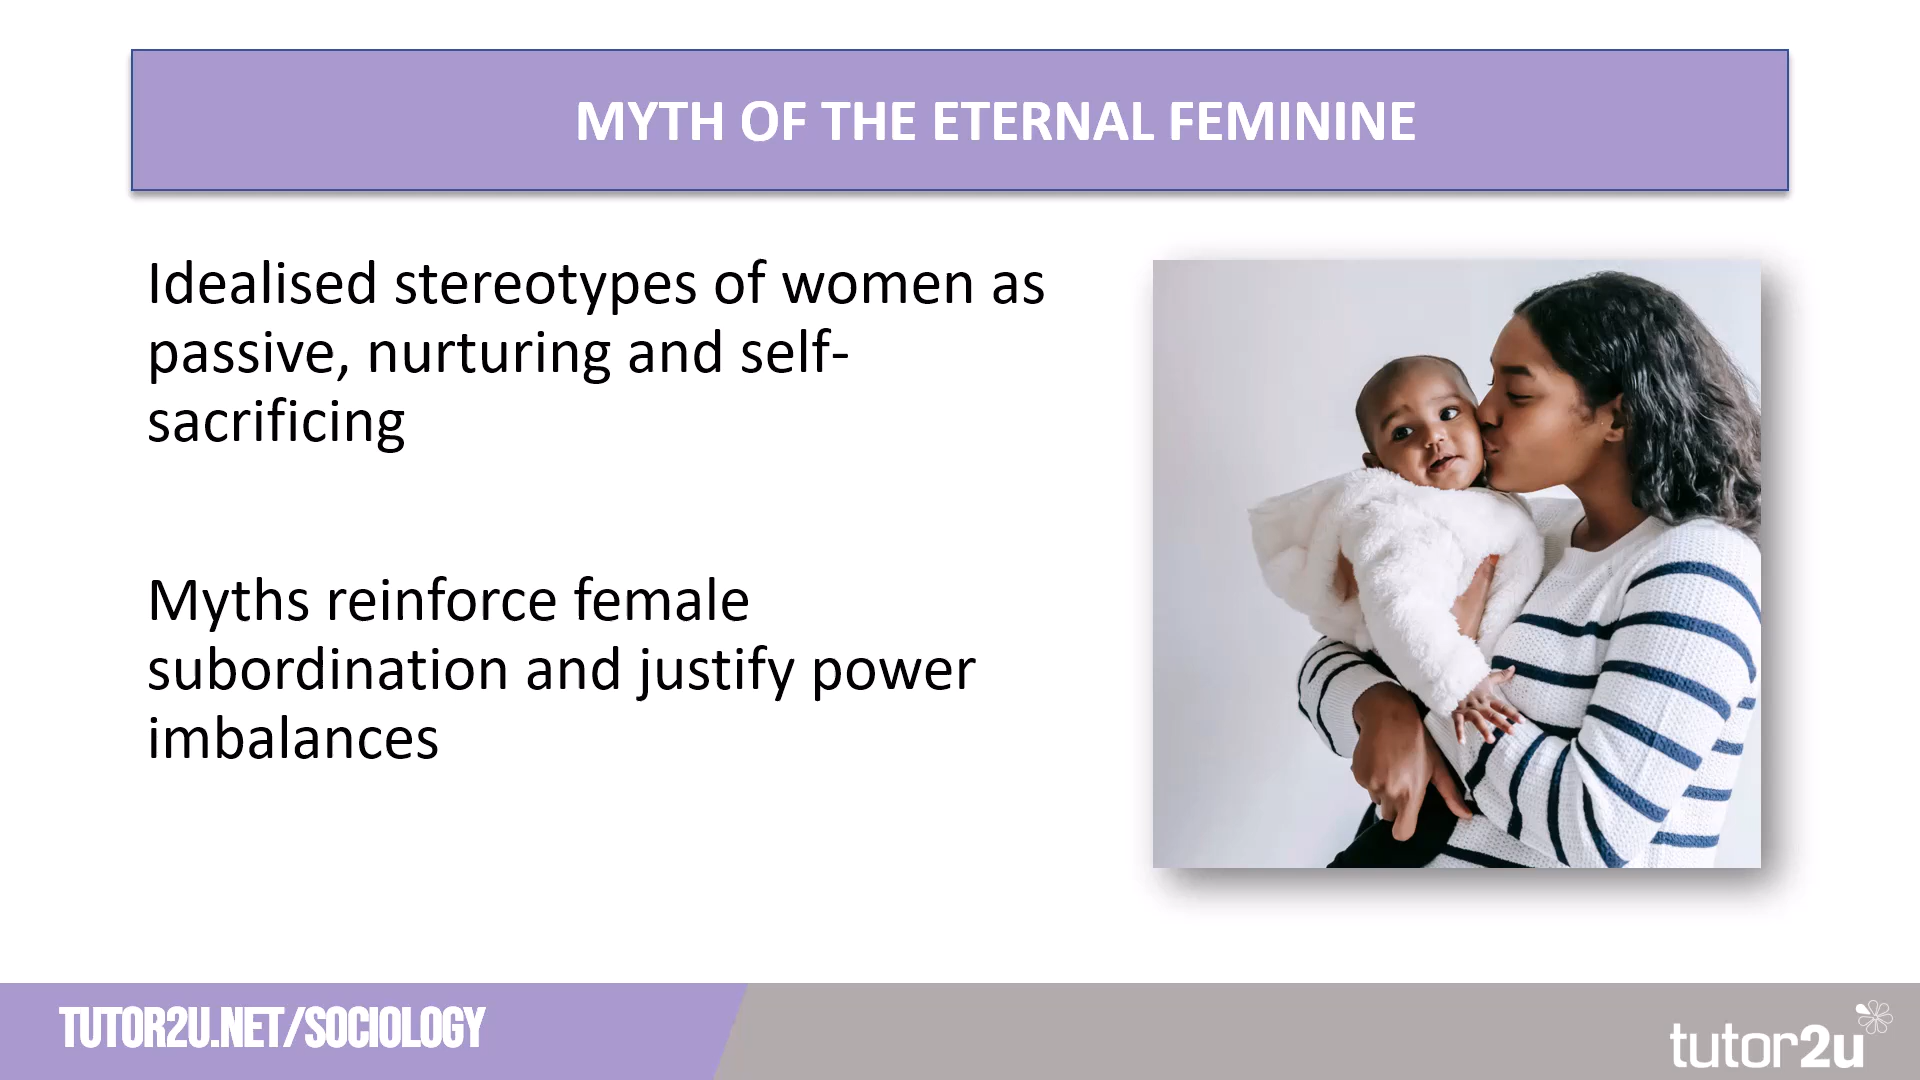 MYTH OF THE ETERNAL FEMININE
Idealised stereotypes of women as
passive, nurturing and self-
sacrificing
Myths reinforce female
subordination and justify power
imbalances
TUTOR2U.NET/SOCIOLOGY
tutor2u